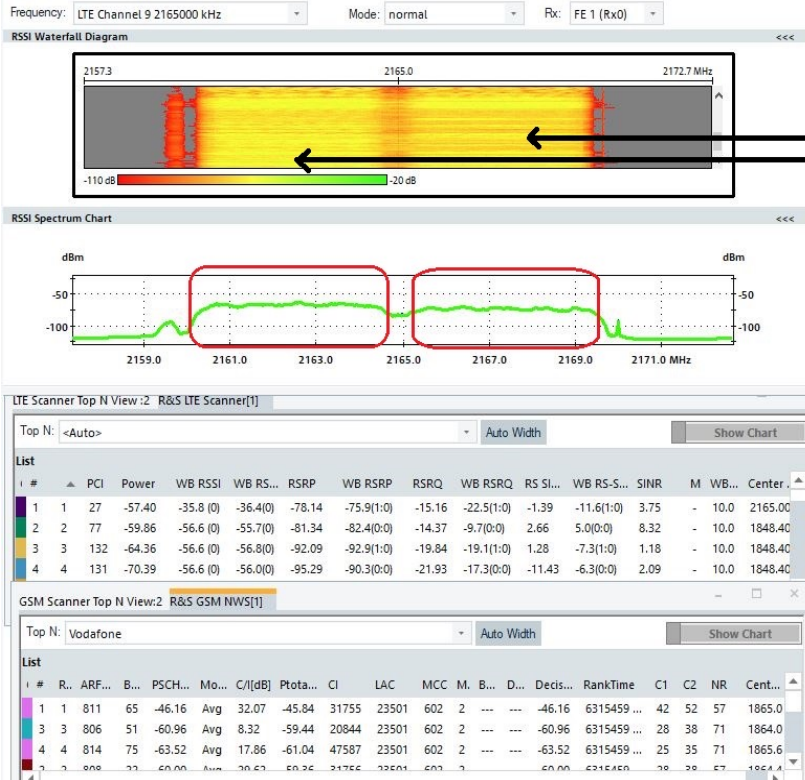 Frequency: LTE Channel 9 2165000 kHz Mode: normal Rx: FE 1 (Rx0)
RSSI Waterfall Diagram <<<
2157.3 2165.0 2172.7 MHz
-110 dB -20 dB
RSSI Spectrum Chart <<<
dBm dBm
-50 -50
-100 -100
2159.0 2161.0 2163.0 2165.0 2167.0 2169.0 2171.0 MHz
LTE Scanner Top N View :2 R&S LTE Scanner[1]
Top N: <Auto> Auto Width Show Chart
List
# PCI Power WB RSSI WB RS... RSRP WB RSRP RSRQ WB RSRQ RS SI... WB RS-S... SINR M WB... Center
1 1 27 -57.40 -35.8 (0) -36.4(0) -78.14 -75.9(1:0) -15.16 -22.5(1:0) -1.39 -11.6(1:0) 3.75 - 10.0 2165.00
2 2 77 -59.86 -56.6 (0) -55.7(0) -81.34 -82.4(0:0) -14.37 -9.7(0:0) 2.66 5.0(0:0) 8.32 - 10.0 1848.40
3 3 132 -64.36 -56.6 (0) -56.8(0) -92.09 -92.9(1:0) -19.84 -19.1(1:0) 1.28 -7.3(1:0) 1.18 - 10.0 1848.40
4 4 131 -70.39 -56.6 (0) -56.0(0) -95.29 -90.3(0:0) -21.93 -17.3(0:0) -11.43 -6.3(0:0) 2.09 - 10.0 1848.40
GSM Scanner Top N View:2 R&S GSM NWS[1]
Top N: Vodafone Auto Width Show Chart
List
# R.. ARF... B... PSCH... Mo... C/I[dB] Ptota... CI LAC MCC M. B... D... Decis... RankTime C1 C2 NR Cent...
1 1 811 65 -46.16 Avg 32.07 -45.84 31755 23501 602 2 --- --- -46.16 6315459 ... 42 52 57 1865.0
3 3 806 51 -60.96 Avg 8.32 -59.44 20844 23501 602 2 --- --- -60.96 6315459 ... 28 38 71 1864.0
4 4 814 75 -63.52 Avg 17.86 -61.04 47587 23501 602 2 --- --- -63.52 6315459 ... 25 35 71 1865.6